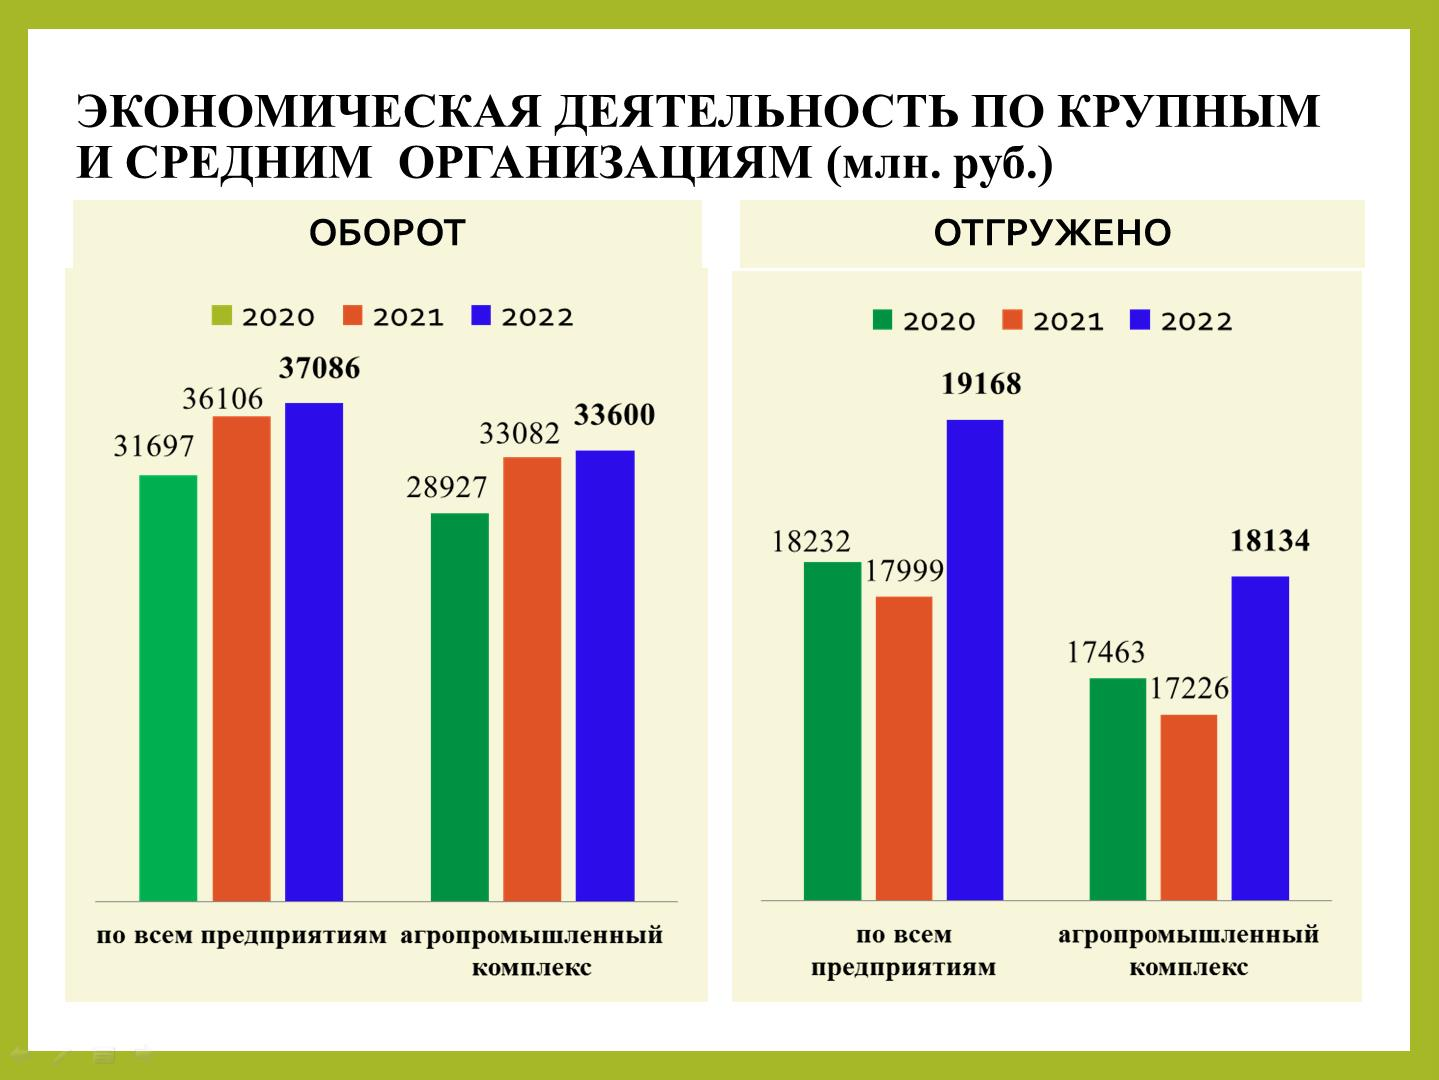 ЭКОНОМИЧЕСКАЯ ДЕЯТЕЛЬНОСТЬ ПО КРУПНЫМ
И СРЕДНИМ ОРГАНИЗАЦИЯМ (млн. руб.)
ОБОРОТ
2020 2021 2022
31697
36106
37086
28927
33082
33600
по всем предприятиям
агропромышленный
комплекс
ОТГРУЖЕНО
2020 2021 2022
18232
17999
19168
17463
17226
18134
по всем
предприятиям
агропромышленный
комплекс